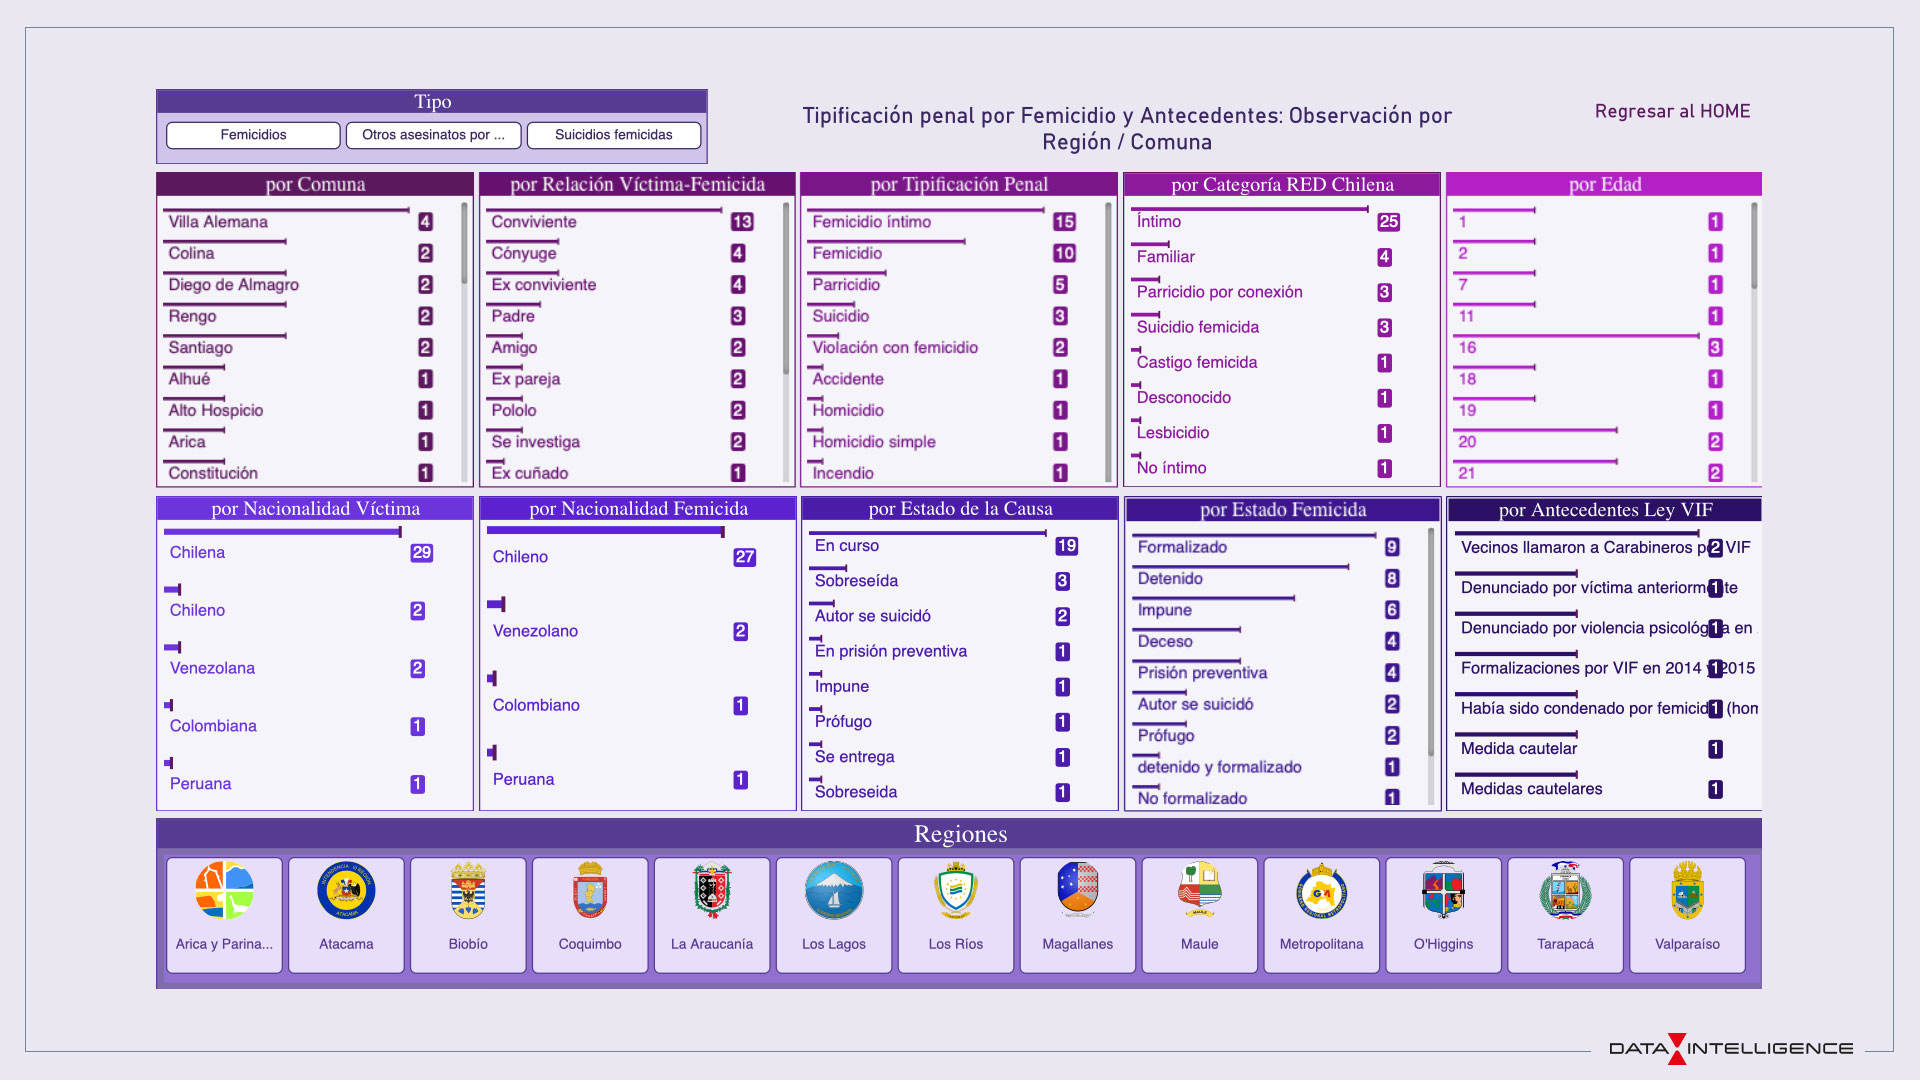 Tipo
Femicidios
Otros asesinatos por ...
Suicidios femicidas
Tipificación penal por Femicidio y Antecedentes: Observación por
Región / Comuna
Regresar al HOME
por Comuna
Villa Alemana 4
Colina 2
Diego de Almagro 2
Rengo 2
Santiago 2
Alhué 1
Alto Hospicio 1
Arica 1
Constitución 1
por Relación Víctima-Femicida
Conviviente 13
Cónyuge 4
Ex conviviente 4
Padre 3
Amigo 2
Ex pareja 2
Pololo 2
Se investiga 2
Ex cuñado 1
por Tipificación Penal
Femicidio íntimo 15
Femicidio 10
Parricidio 5
Suicidio 3
Violación con femicidio 2
Accidente 1
Homicidio 1
Homicidio simple 1
Incendio 1
por Categoría RED Chilena
Íntimo 25
Familiar 4
Parricidio por conexión 3
Suicidio femicida 3
Castigo femicida 1
Desconocido 1
Lesbicidio 1
No íntimo 1
por Edad
1 1
2 1
7 1
11 1
16 3
18 1
19 1
20 2
21 2
por Nacionalidad Víctima
Chilena 29
Chileno 2
Venezolana 2
Colombiana 1
Peruana 1
por Nacionalidad Femicida
Chileno 27
Venezolano 2
Colombiano 1
Peruana 1
por Estado de la Causa
En curso 19
Sobreseída 3
Autor se suicidó 2
En prisión preventiva 1
Impune 1
Prófugo 1
Se entrega 1
Sobreseida 1
por Estado Femicida
Formalizado 9
Detenido 8
Impune 6
Deceso 4
Prisión preventiva 4
Autor se suicidó 2
Prófugo 2
detenido y formalizado 1
No formalizado 1
por Antecedentes Ley VIF
Vecinos llamaron a Carabineros por VIF 2
Denunciado por víctima anteriormente 1
Denunciado por violencia psicológica en 1
Formalizaciones por VIF en 2014 y 2015 1
Había sido condenado por femicidio (hom 1
Medida cautelar 1
Medidas cautelares 1
Regiones
Arica y Parina...
Atacama
Biobío
Coquimbo
La Araucanía
Los Lagos
Los Ríos
Magallanes
Maule
Metropolitana
O'Higgins
Tarapacá
Valparaíso
DATA INTELLIGENCE